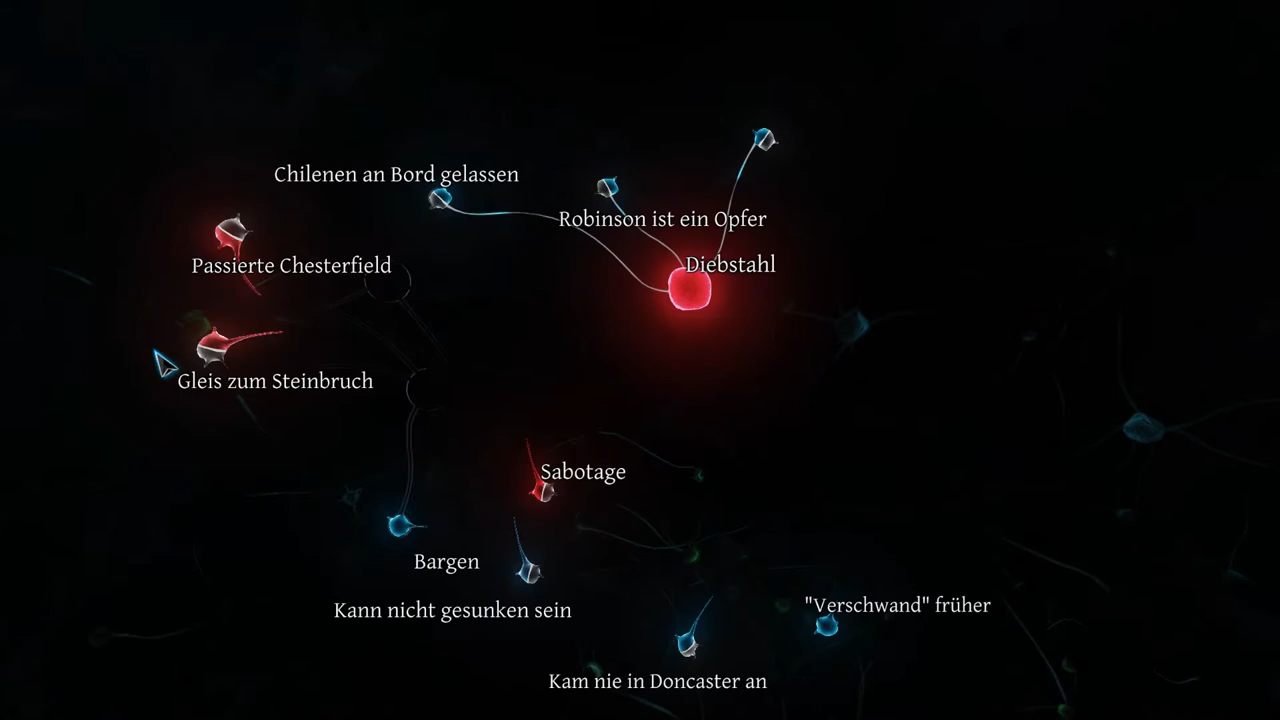 Chilenen an Bord gelassen
Robinson ist ein Opfer
Passierte Chesterfield
Diebstahl
Gleis zum Steinbruch
Sabotage
Bargen
Kann nicht gesunken sein
"Verschwand" früher
Kam nie in Doncaster an